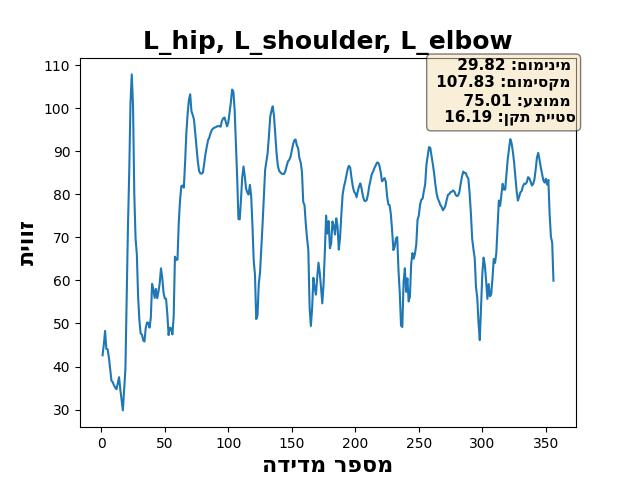 L_hip, L_shoulder, L_elbow
מינימום: 29.82
מקסימום: 107.83
ממוצע: 75.01
סטיית תקן: 16.19
זווית
110
100
90
80
70
60
50
40
30
0 50 100 150 200 250 300 350
מספר מדידה